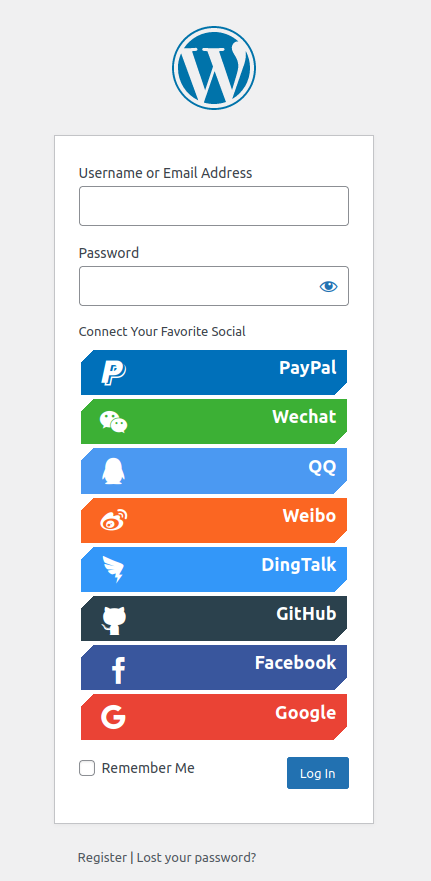 Username or Email Address
Password
Connect Your Favorite Social
PayPal
Wechat
QQ
Weibo
DingTalk
GitHub
Facebook
Google
Remember Me
Log In
Register | Lost your password?